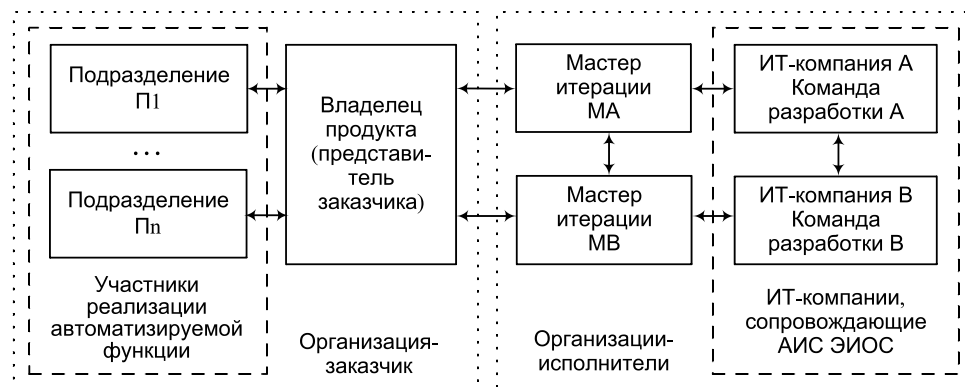 Подразделение
П1
...
Подразделение
Пn
Участники
реализации
автоматизируемой
функции
Владелец
продукта
(представи-
тель
заказчика)
Организация-
заказчик
Мастер
итерации
МА
Мастер
итерации
МВ
Организации-
исполнители
ИТ-компания А
Команда
разработки А
ИТ-компания В
Команда
разработки В
ИТ-компании,
сопровождающие
АИС ЭИОС